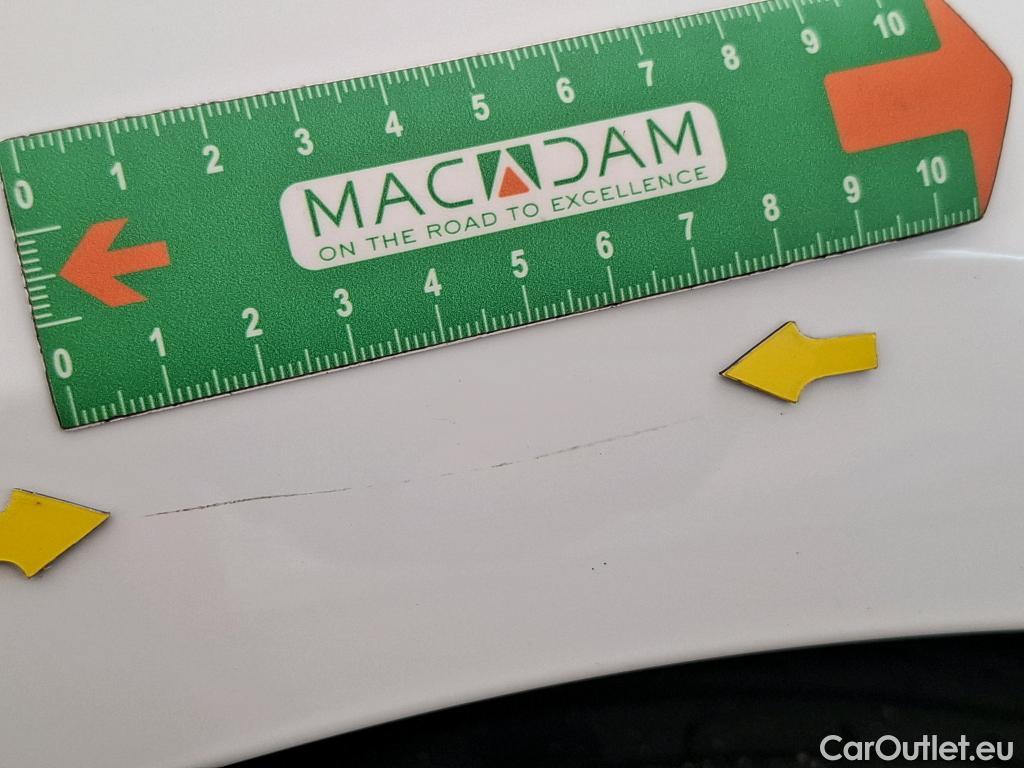 0 1 2 3 4 5 6 7 8 9 10
MACADAM
ON THE ROAD TO EXCELLENCE
0 1 2 3 4 5 6 7 8 9 10
CarOutlet.eu